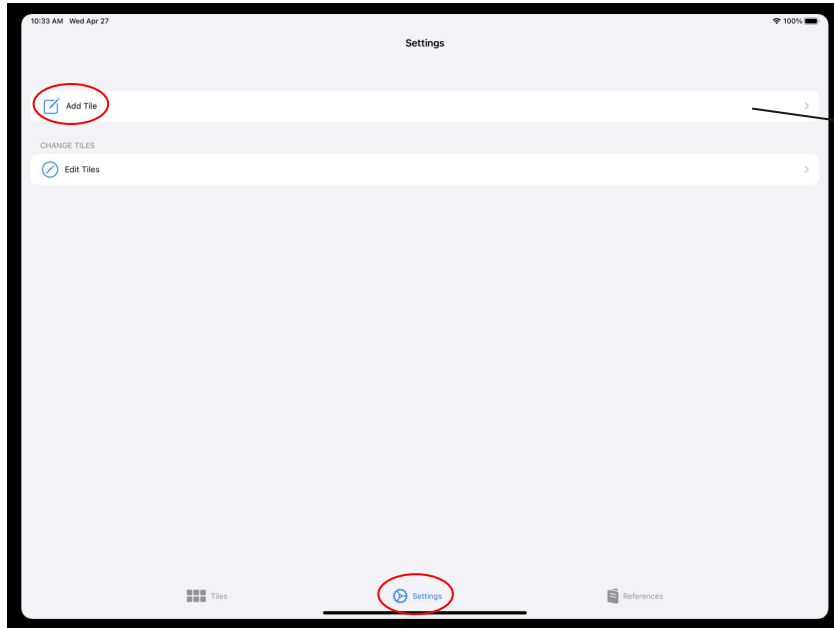 10:33 AM Wed Apr 27 100%
Settings
Add Tile
CHANGE TILES
Edit Tiles
Tiles Settings References